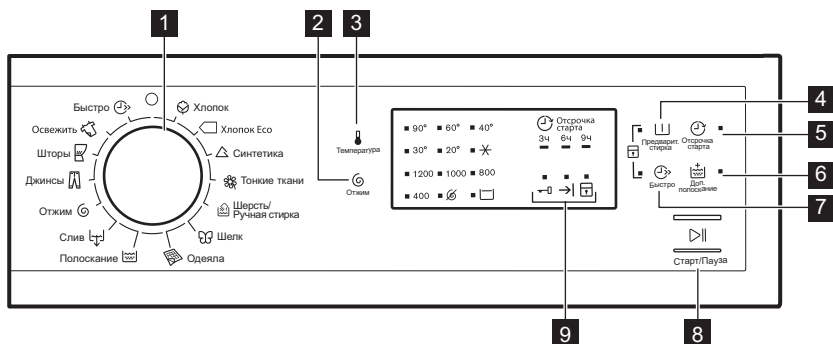 1
2
3
4
5
6
7
8
9
Быстро
Освежить
Шторы
Джинсы
Отжим
Слив
Полоскание
Хлопок
Хлопок Eco
Синтетика
Тонкие ткани
Шерсть/
Ручная стирка
Шелк
Одеяла
Температура
Отжим
90° 60° 40°
30° 20°
1200 1000 800
400
Отсрочка
старта
3ч 6ч 9ч
Предварит.
стирка
Отсрочка
старта
Быстро
Доп.
полоскание
Старт/Пауза